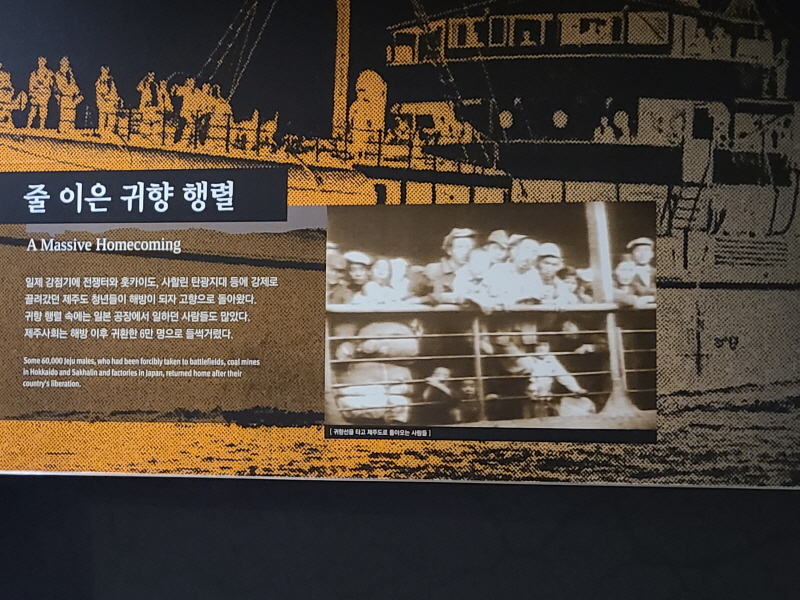 줄 이은 귀향 행렬
A Massive Homecoming
일제 강점기에 전쟁터와 홋카이도, 사할린 탄광지대 등에 강제로
끌려갔던 제주도 청년들이 해방이 되자 고향으로 돌아왔다.
귀향 행렬 속에는 일본 공장에서 일하던 사람들도 많았다.
제주사회는 해방 이후 귀환한 6만 명으로 들썩거렸다.
Some 60,000 Jeju males, who had been forcibly taken to battlefields, coal mines
in Hokkaido and Sakhalin and factories in Japan, returned home after their
country's liberation.
[ 귀향선을 타고 제주도로 돌아오는 사람들 ]